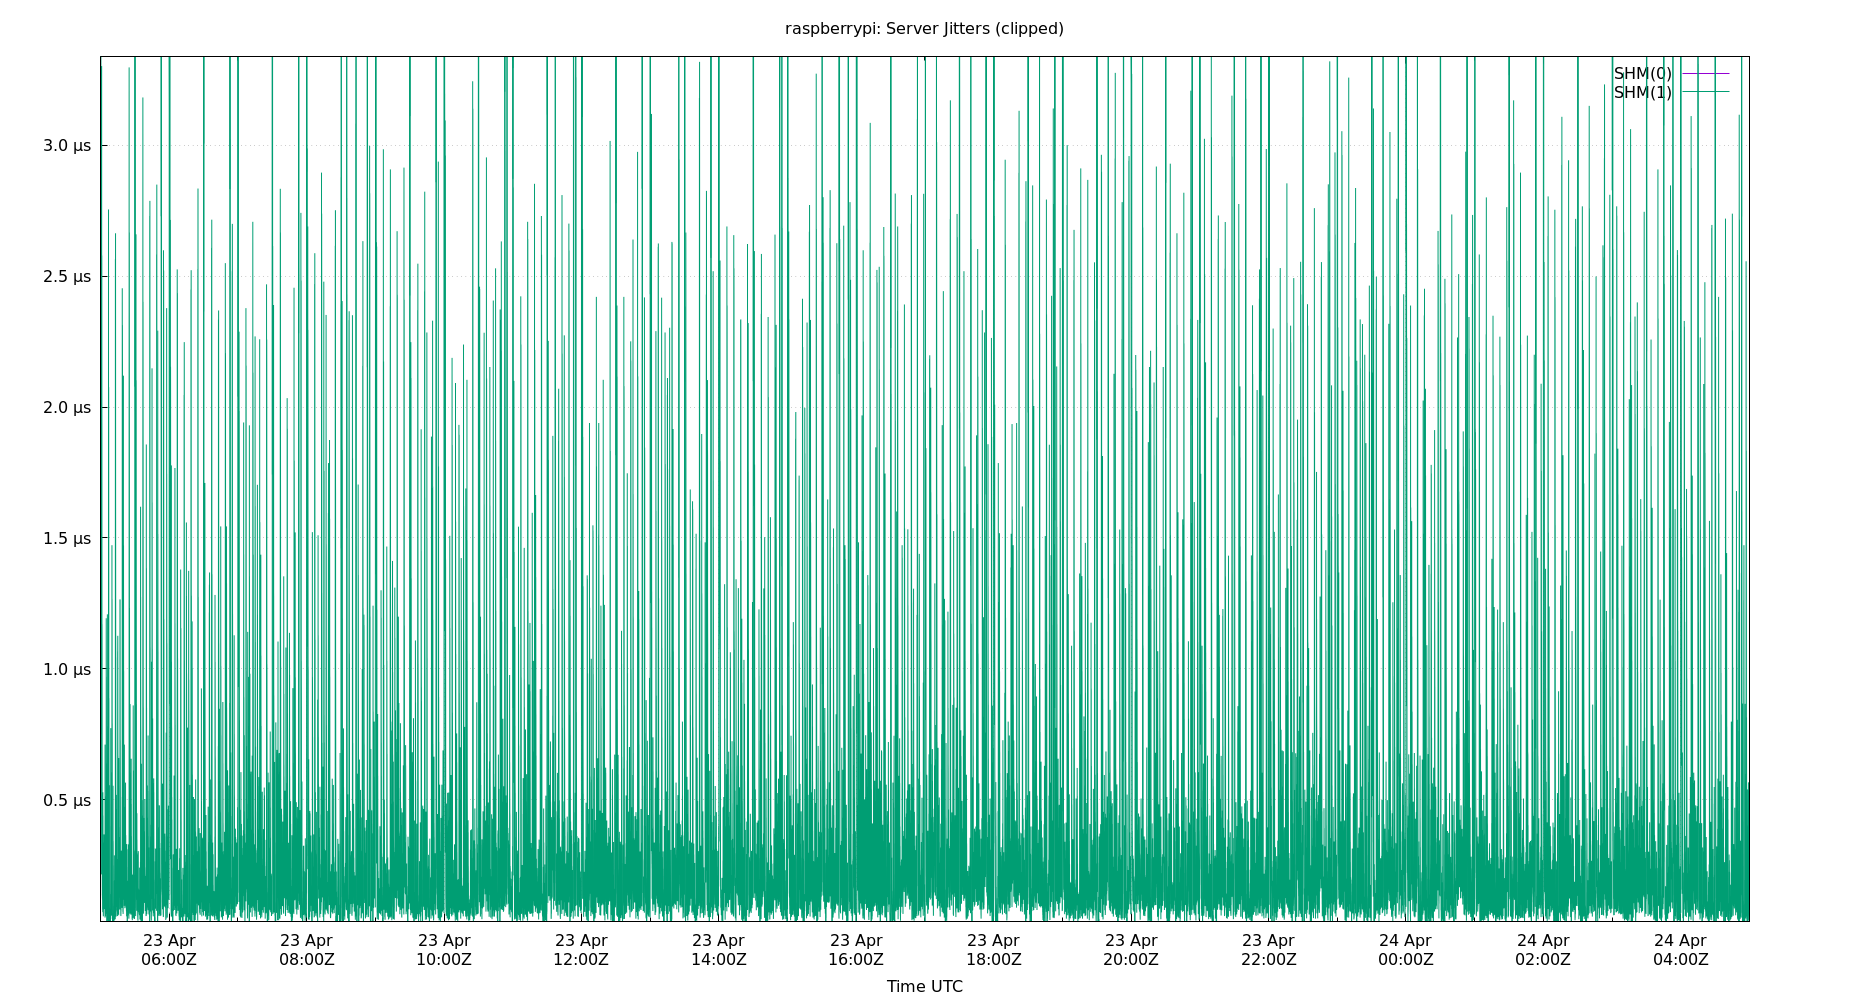 raspberrypi: Server Jitters (clipped)
SHM(0)
SHM(1)
3.0 µs
2.5 µs
2.0 µs
1.5 µs
1.0 µs
0.5 µs
23 Apr 23 Apr 23 Apr 23 Apr 23 Apr 23 Apr 23 Apr 23 Apr 23 Apr 24 Apr 24 Apr 24 Apr
06:00Z 08:00Z 10:00Z 12:00Z 14:00Z 16:00Z 18:00Z 20:00Z 22:00Z 00:00Z 02:00Z 04:00Z
Time UTC